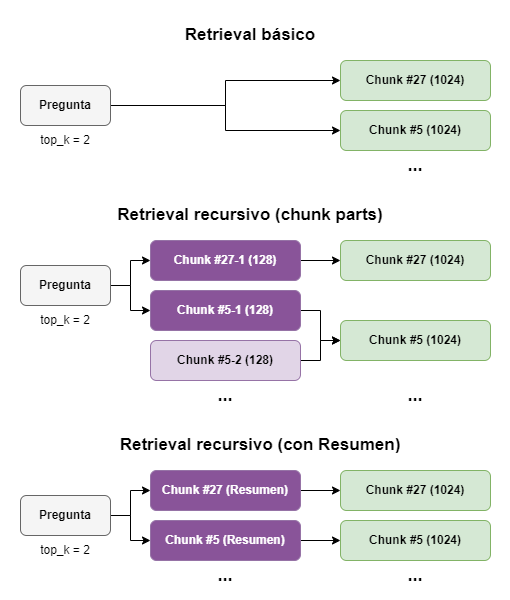 Retrieval básico
Pregunta
top_k = 2
Chunk #27 (1024)
Chunk #5 (1024)
...
Retrieval recursivo (chunk parts)
Pregunta
top_k = 2
Chunk #27-1 (128)
Chunk #27 (1024)
Chunk #5-1 (128)
Chunk #5-2 (128)
Chunk #5 (1024)
...
...
Retrieval recursivo (con Resumen)
Pregunta
top_k = 2
Chunk #27 (Resumen)
Chunk #27 (1024)
Chunk #5 (Resumen)
Chunk #5 (1024)
...
...